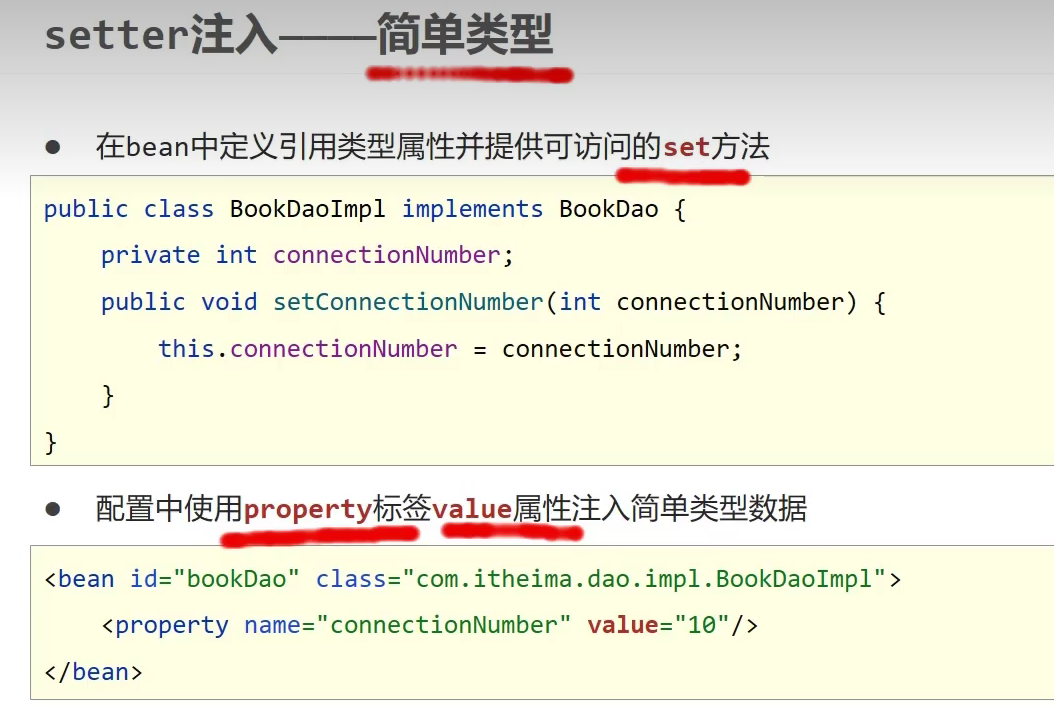 setter注入————简单类型
● 在bean中定义引用类型属性并提供可访问的set方法
public class BookDaoImpl implements BookDao {
    private int connectionNumber;
    public void setConnectionNumber(int connectionNumber) {
        this.connectionNumber = connectionNumber;
    }
}
● 配置中使用property标签value属性注入简单类型数据
<bean id="bookDao" class="com.itheima.dao.impl.BookDaoImpl">
    <property name="connectionNumber" value="10"/>
</bean>